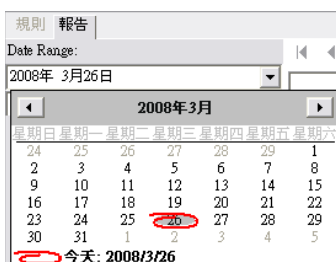 規則 報告
Date Range:
2008年 3月26日
2008年3月
星期日 星期一 星期二 星期三 星期四 星期五 星期六
24 25 26 27 28 29 1
2 3 4 5 6 7 8
9 10 11 12 13 14 15
16 17 18 19 20 21 22
23 24 25 26 27 28 29
30 31 1 2 3 4 5
今天: 2008/3/26